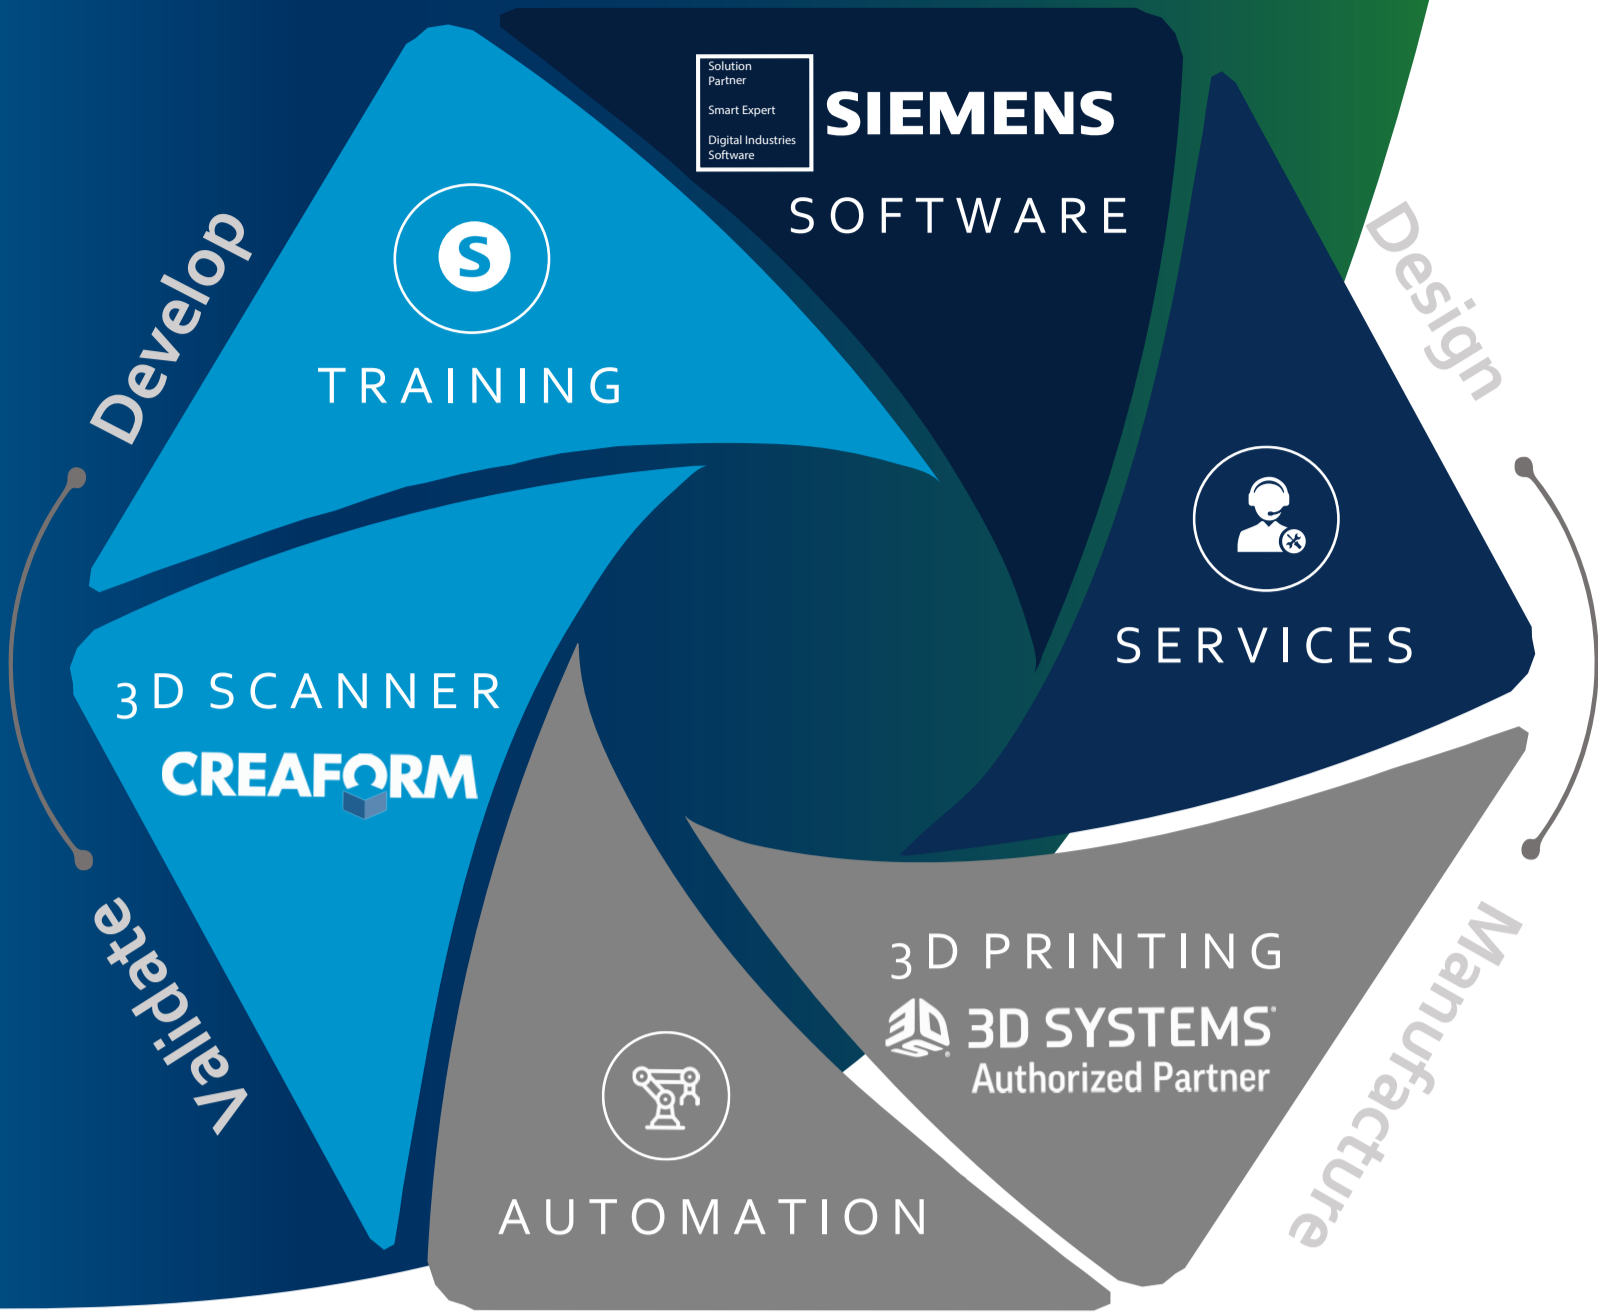 Solution
Partner
Smart Expert
Digital Industries
Software
SIEMENS
SOFTWARE
Develop
S
TRAINING
Design
SERVICES
3D SCANNER
CREAFORM
Validate
3D PRINTING
3D SYSTEMS®
Authorized Partner
Manufacture
AUTOMATION